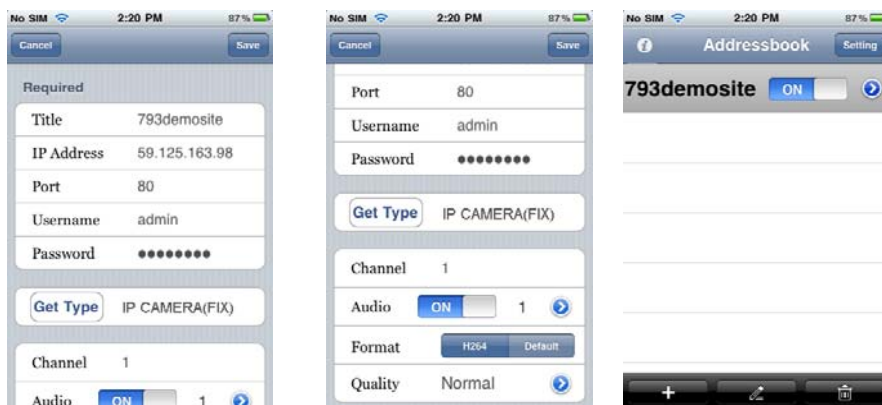 No SIM 2:20 PM 87%
Cancel Save
Required
Title 793demosite
IP Address 59.125.163.98
Port 80
Username admin
Password ●●●●●●●●
Get Type IP CAMERA(FIX)
Channel 1
Audio ON 1
No SIM 2:20 PM 87%
Cancel Save
Port 80
Username admin
Password ●●●●●●●●
Get Type IP CAMERA(FIX)
Channel 1
Audio ON 1
Format H264 Default
Quality Normal
No SIM 2:20 PM 87%
Addressbook Setting
793demosite ON